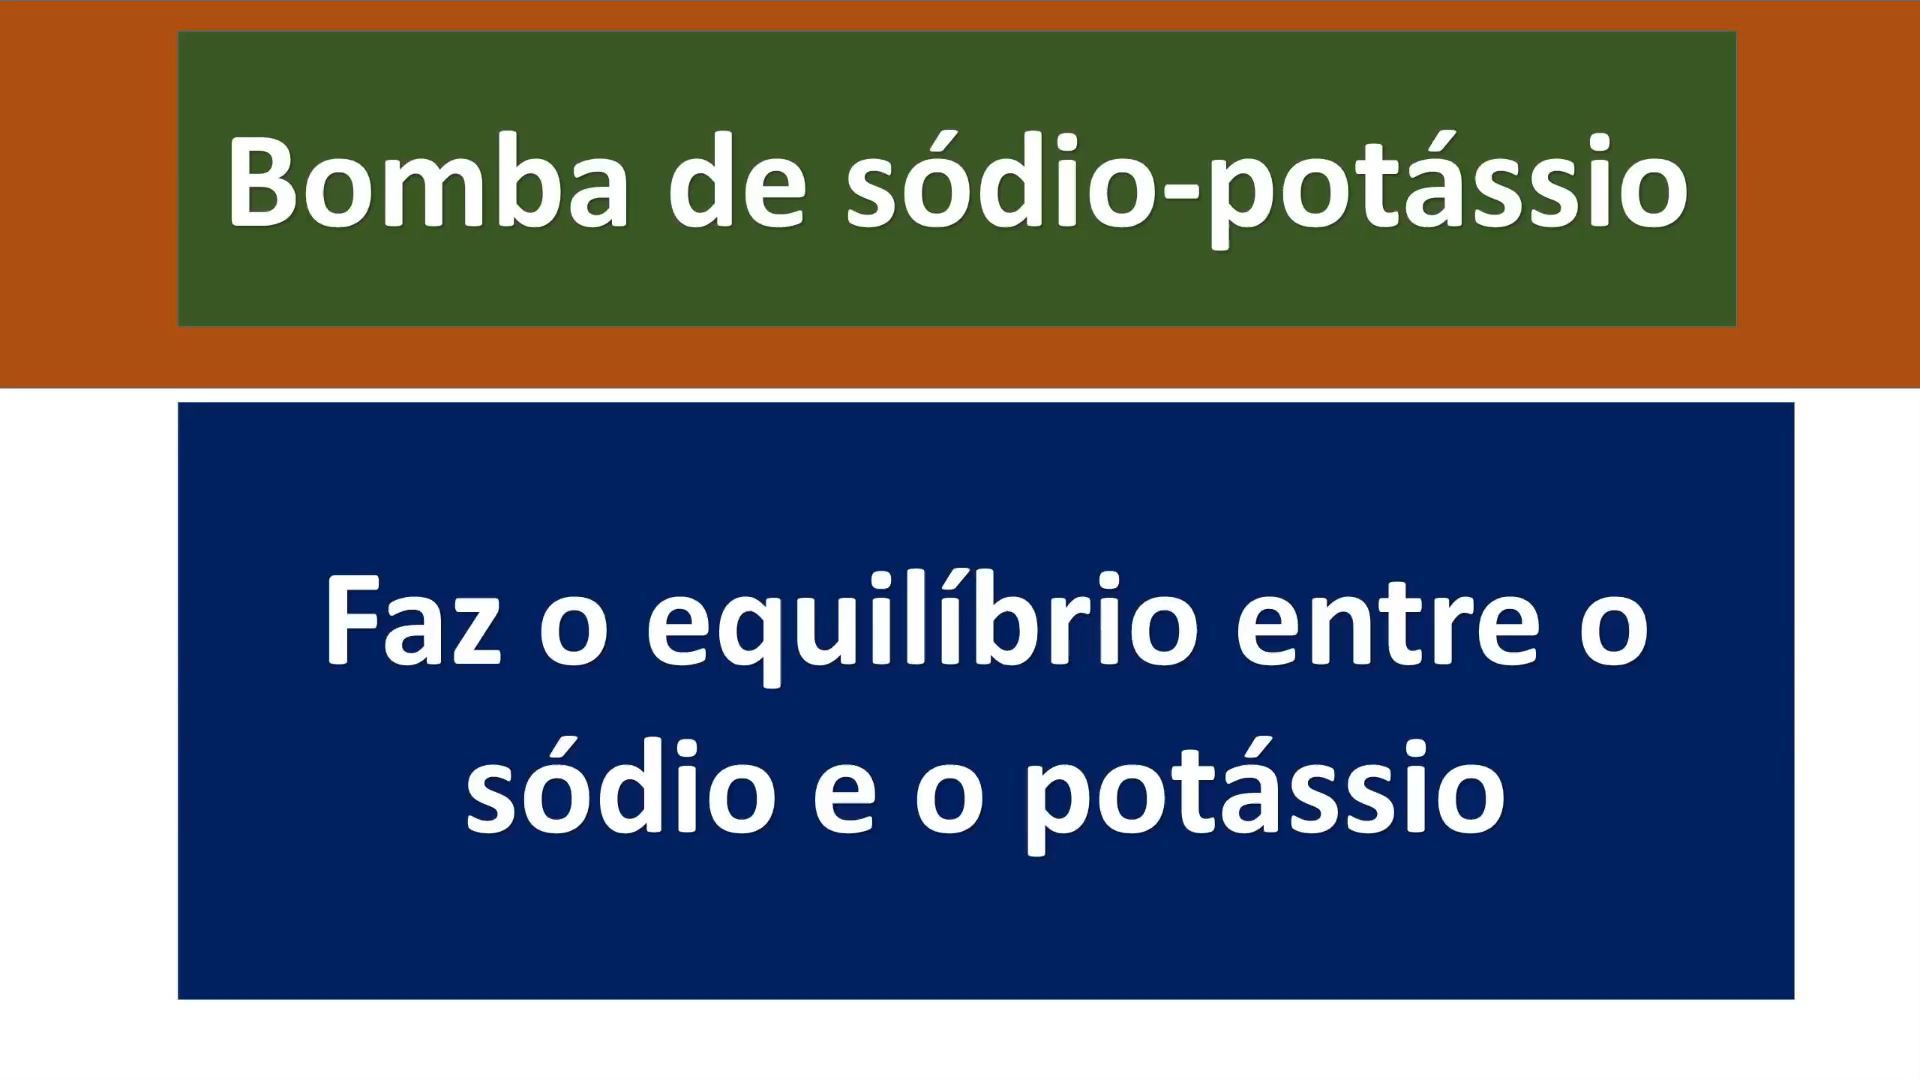 Bomba de sódio-potássio
Faz o equilíbrio entre o
sódio e o potássio